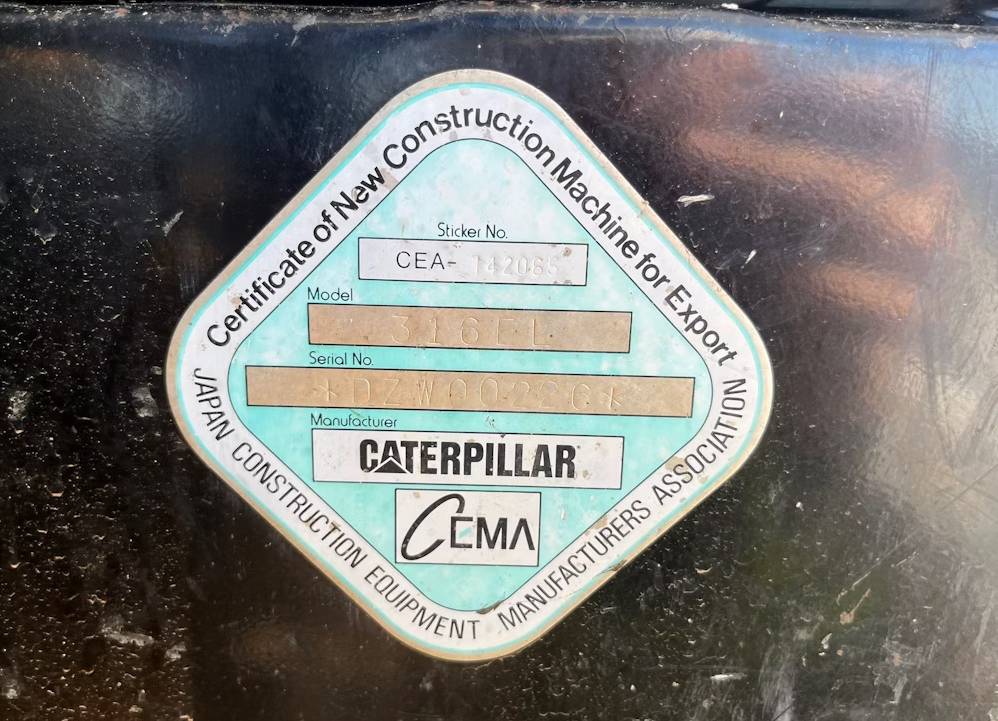 Certificate of New Construction Machine for Export
Sticker No.
CEA-
Model
316EL
Serial No.
Manufacturer
CATERPILLAR
CEMA
JAPAN CONSTRUCTION EQUIPMENT MANUFACTURERS ASSOCIATION